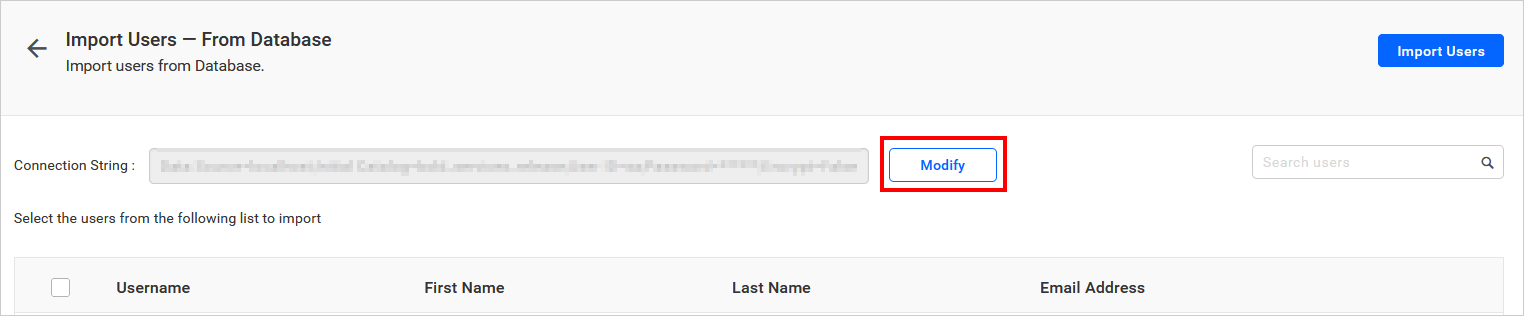 Import Users — From Database
Import users from Database.
Import Users
Connection String :
Modify
Search users
Select the users from the following list to import
Username First Name Last Name Email Address